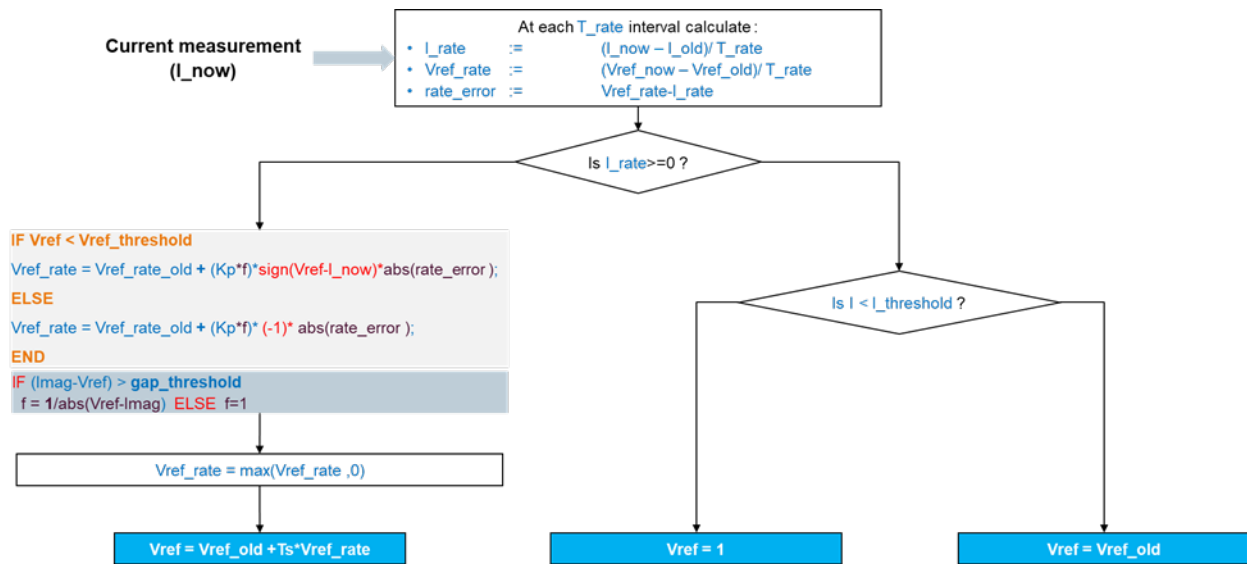 At each T_rate interval calculate :
Current measurement
(I_now)
• I_rate := (I_now – I_old)/ T_rate
• Vref_rate := (Vref_now – Vref_old)/ T_rate
• rate_error := Vref_rate-I_rate
Is I_rate>=0 ?
IF Vref < Vref_threshold
Vref_rate = Vref_rate_old + (Kp*f)*sign(Vref-I_now)*abs(rate_error );
ELSE
Vref_rate = Vref_rate_old + (Kp*f)* (-1)* abs(rate_error );
END
IF (Imag-Vref) > gap_threshold
f = 1/abs(Vref-Imag) ELSE f=1
Is I < I_threshold ?
Vref_rate = max(Vref_rate ,0)
Vref = Vref_old +Ts*Vref_rate
Vref = 1
Vref = Vref_old